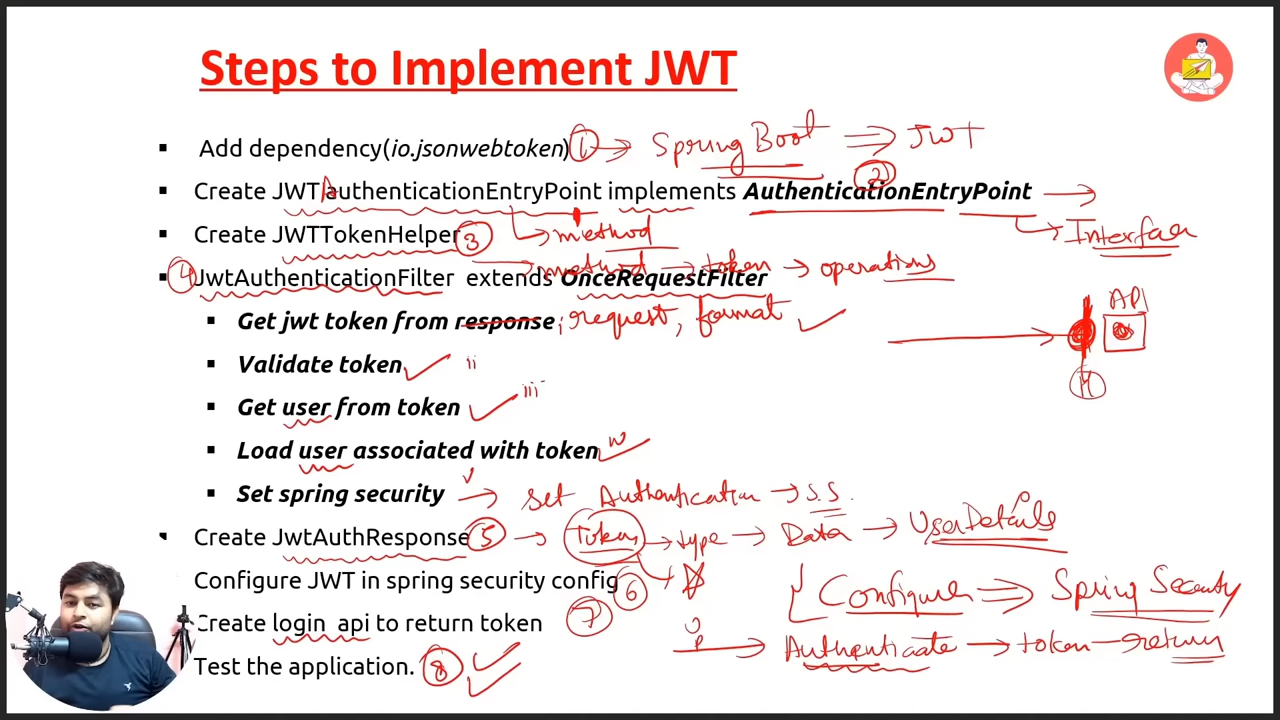 Steps to Implement JWT
Add dependency(io.jsonwebtoken) 1 → Spring Boot ⇒ JWT
2
Create JWTAuthenticationEntryPoint implements AuthenticationEntryPoint →
Create JWTTokenHelper 3 → method → Interface
→ method → token → operations
4 JwtAuthenticationFilter extends OnceRequestFilter
API
Get jwt token from response ; request, format
Validate token ii
Get user from token iii
M
Load user associated with token iv
Set spring security v → set Authentication → S.S.
Create JwtAuthResponse 5 → Token → type → Data → UserDetails
Configure JWT in spring security config 6 Configure ⇒ Spring Security
Create login api to return token 7 → Authenticate → token → return
Test the application. 8